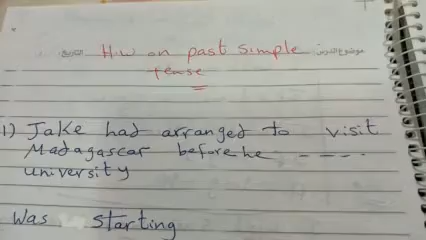 موضوع الدرس H.w on past simple التاريخ
tense
1) Jake had arranged to visit
Madagascar before he -----
university
Was starting